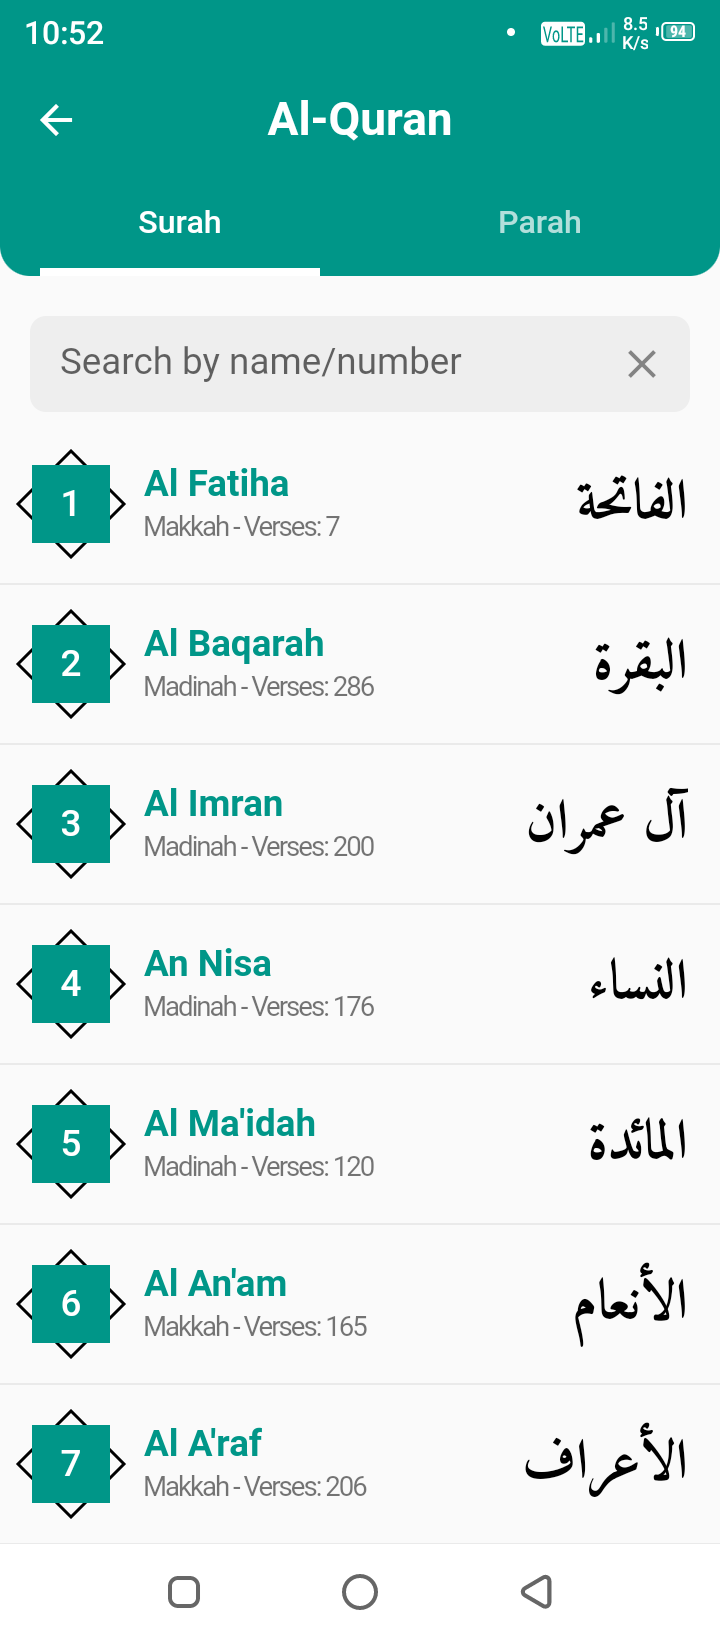 10:52
VoLTE 8.5 K/s 94
Al-Quran
Surah Parah
Search by name/number
1 Al Fatiha الفاتحة
Makkah - Verses: 7
2 Al Baqarah البقرة
Madinah - Verses: 286
3 Al Imran آل عمران
Madinah - Verses: 200
4 An Nisa النساء
Madinah - Verses: 176
5 Al Ma'idah المائدة
Madinah - Verses: 120
6 Al An'am الأنعام
Makkah - Verses: 165
7 Al A'raf الأعراف
Makkah - Verses: 206